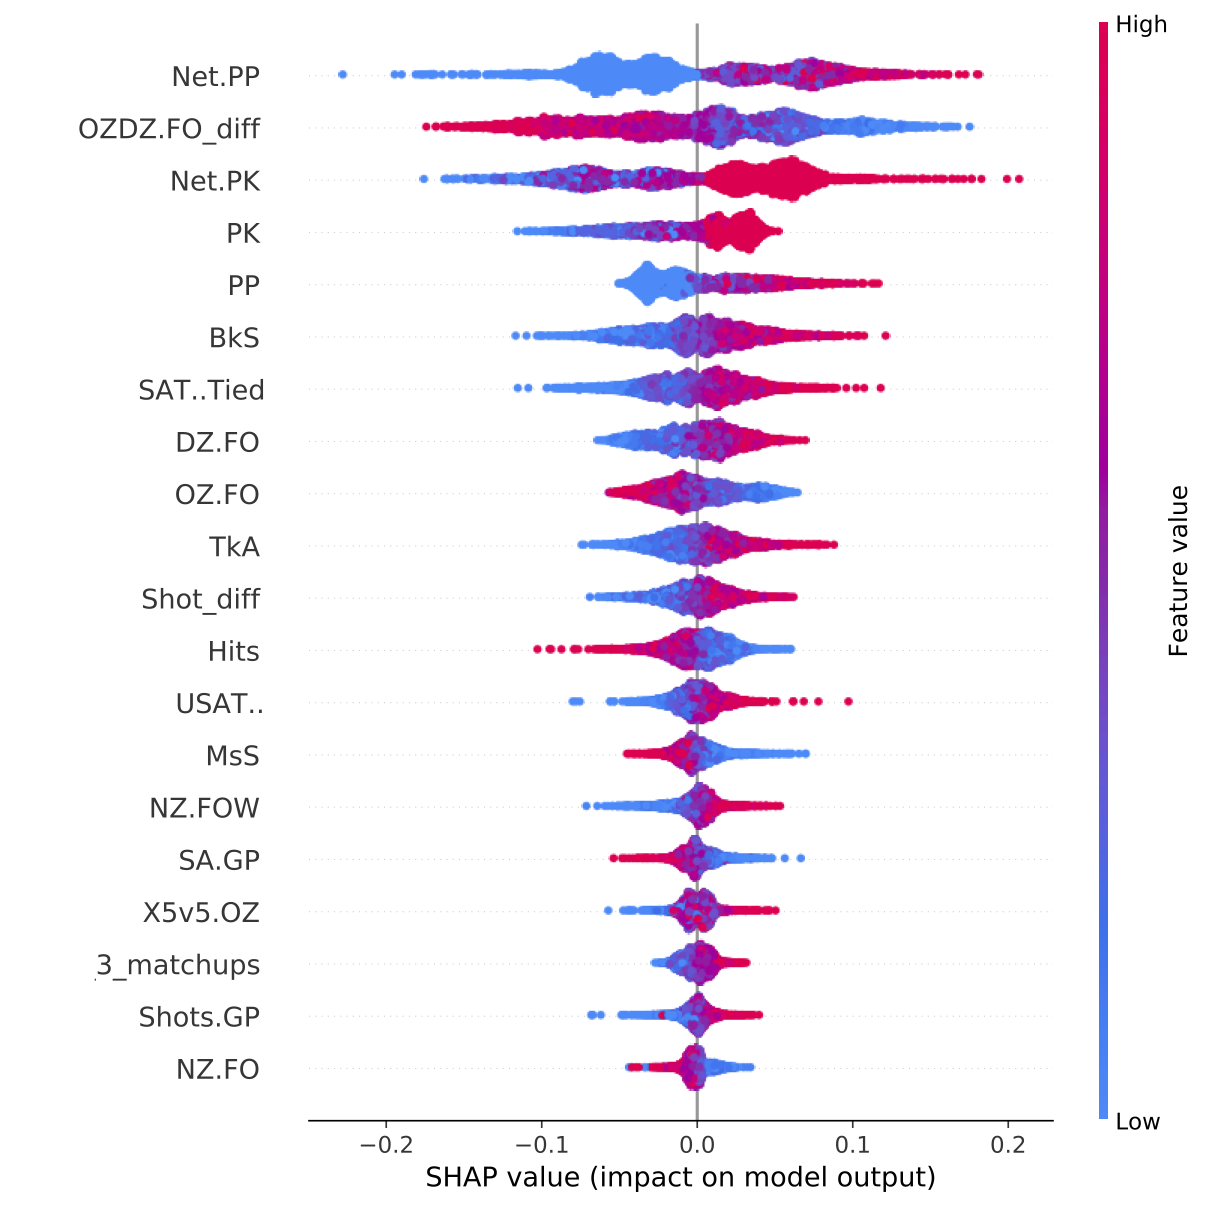 High
Net.PP
OZDZ.FO_diff
Net.PK
PK
PP
BkS
SAT..Tied
DZ.FO
OZ.FO
TkA
Shot_diff
Hits
USAT..
MsS
NZ.FOW
SA.GP
X5v5.OZ
3_matchups
Shots.GP
NZ.FO
Feature value
Low
−0.2 −0.1 0.0 0.1 0.2
SHAP value (impact on model output)